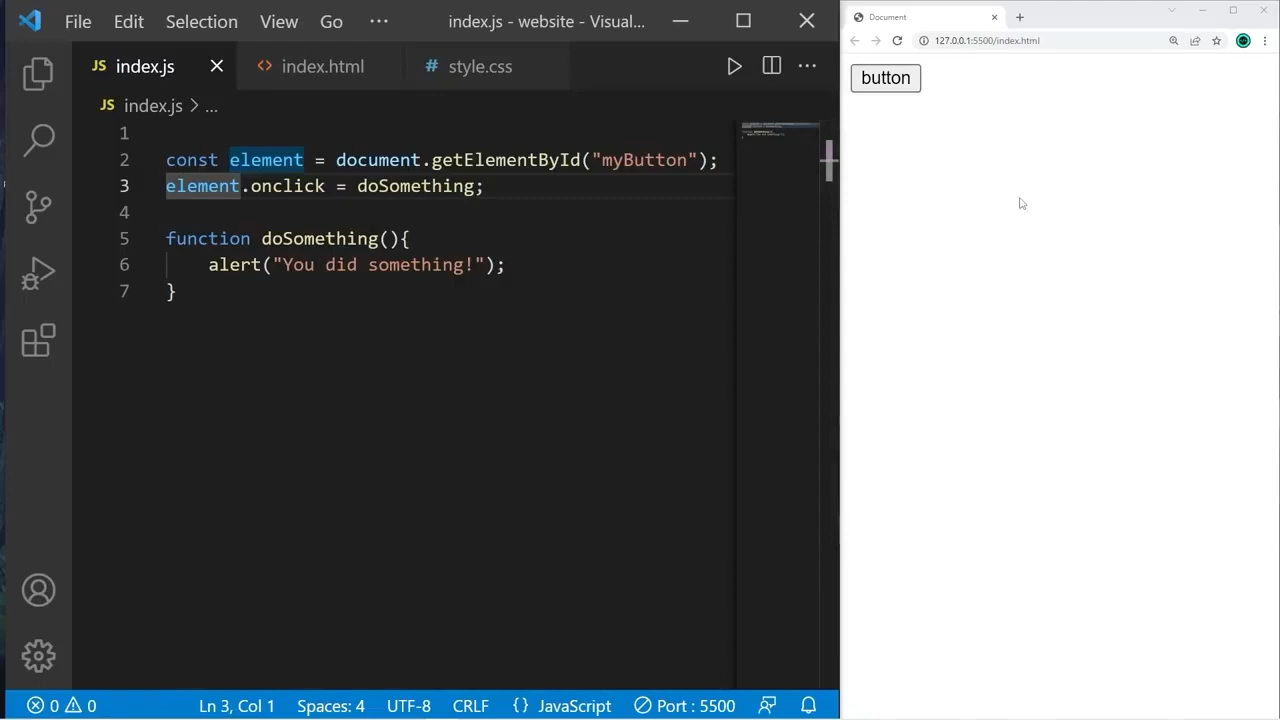 File Edit Selection View Go ··· index.js - website - Visual...
JS index.js <> index.html # style.css ···
JS index.js > ...
1
2 const element = document.getElementById("myButton");
3 element.onclick = doSomething;
4
5 function doSomething(){
6 alert("You did something!");
7 }
0 0 Ln 3, Col 1 Spaces: 4 UTF-8 CRLF {} JavaScript Port : 5500
Document
127.0.0.1:5500/index.html
button